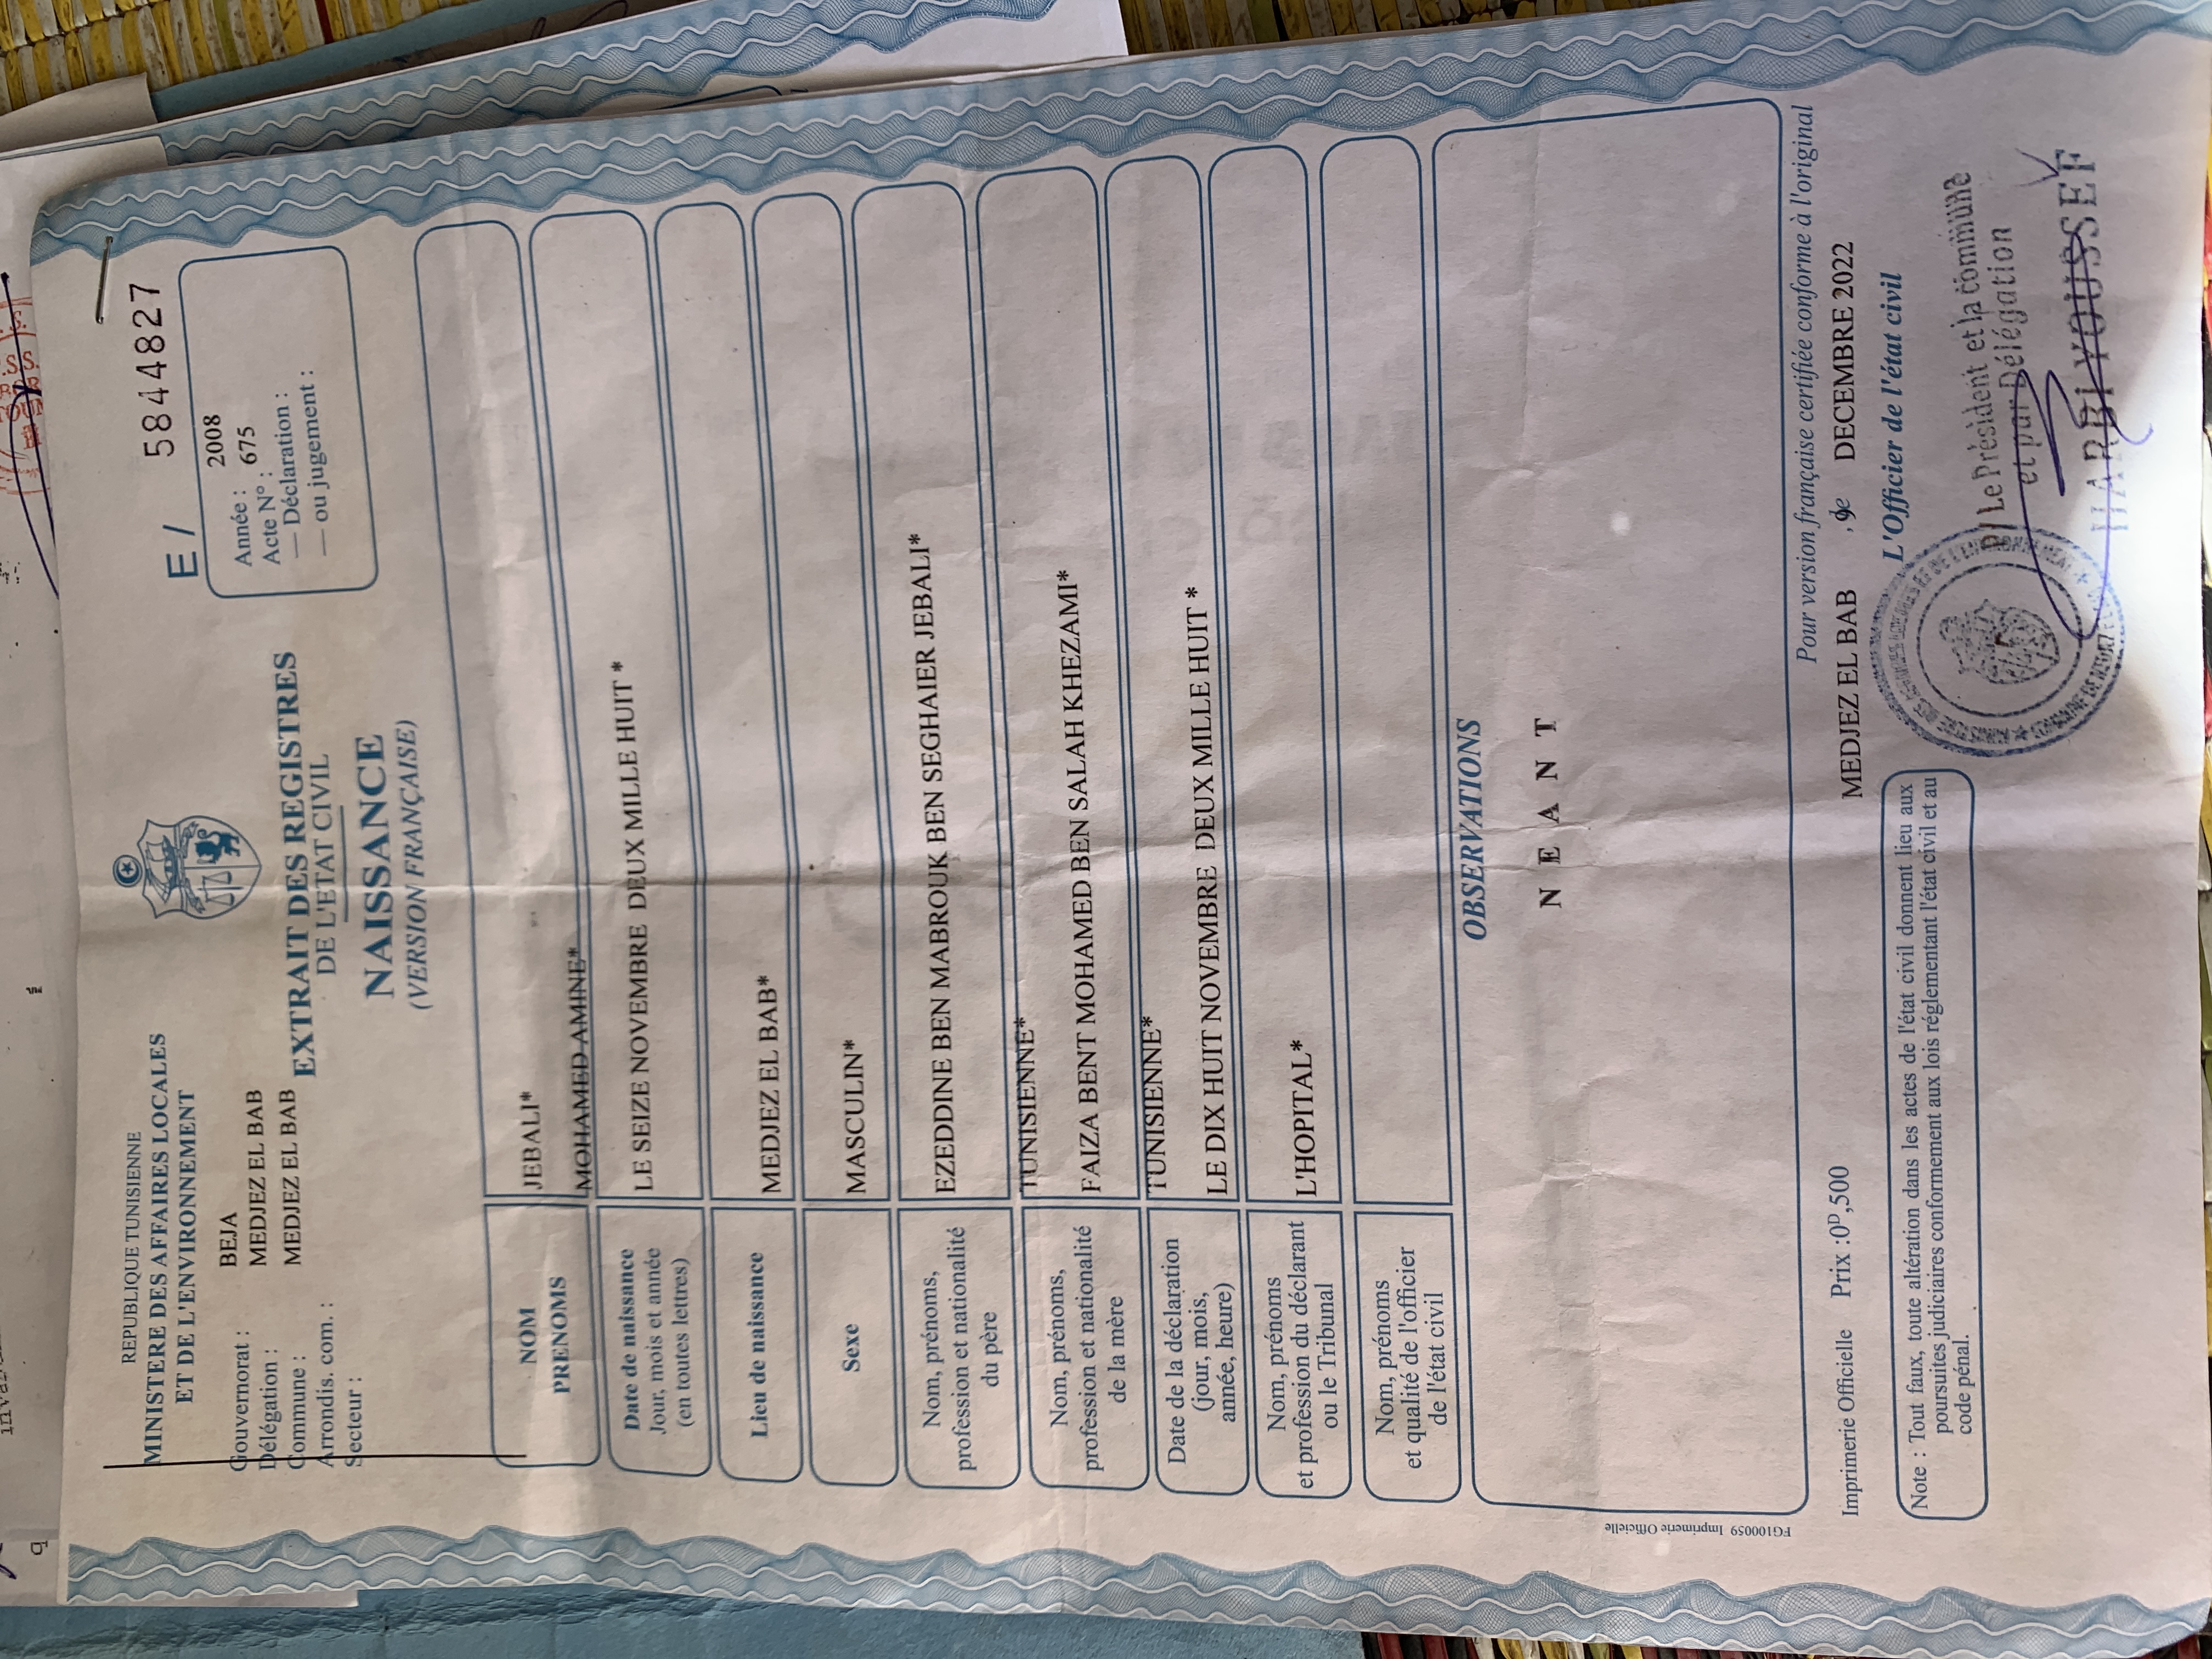 REPUBLIQUE TUNISIENNE
MINISTERE DES AFFAIRES LOCALES
ET DE L'ENVIRONNEMENT
E / 5844827
Gouvernorat : BEJA
Délégation : MEDJEZ EL BAB
Commune : MEDJEZ EL BAB
Arrondis. com. :
Secteur :
Année : 2008
Acte N° : 675
— Déclaration :
— ou jugement :
EXTRAIT DES REGISTRES
DE L'ETAT CIVIL
NAISSANCE
(VERSION FRANÇAISE)
NOM JEBALI*
PRENOMS MOHAMED AMINE*
Date de naissance
Jour, mois et année
(en toutes lettres)
LE SEIZE NOVEMBRE DEUX MILLE HUIT *
Lieu de naissance MEDJEZ EL BAB*
Sexe MASCULIN*
Nom, prénoms,
profession et nationalité
du père
EZEDDINE BEN MABROUK BEN SEGHAIER JEBALI*
TUNISIENNE*
Nom, prénoms,
profession et nationalité
de la mère
FAIZA BENT MOHAMED BEN SALAH KHEZAMI*
TUNISIENNE*
Date de la déclaration
(jour, mois,
année, heure)
LE DIX HUIT NOVEMBRE DEUX MILLE HUIT *
Nom, prénoms
et profession du déclarant
ou le Tribunal
L'HOPITAL*
Nom, prénoms
et qualité de l'officier
de l'état civil
OBSERVATIONS
N E A N T
FG100059 Imprimerie Officielle
Pour version française certifiée conforme à l'original
Imprimerie Officielle Prix :0D,500
MEDJEZ EL BAB , le DECEMBRE 2022
L'Officier de l'état civil
Note : Tout faux, toute altération dans les actes de l'état civil donnent lieu aux
poursuites judiciaires conformement aux lois réglementant l'état civil et au
code pénal.
P/ Le Président et la commune
et par Délégation
YOUSSEF